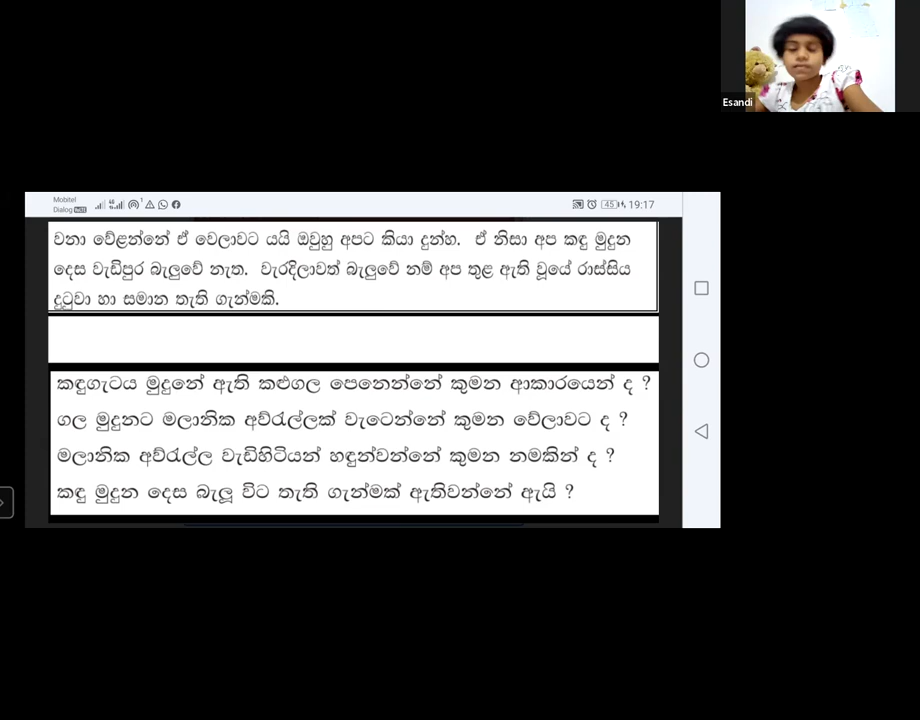 Esandi
Mobitel
Dialog VoLTE
45 19:17
වනා වේළන්නේ ඒ වෙලාවට යයි ඔවුහු අපට කියා දුන්හ. ඒ නිසා අප කඳු මුදුන
දෙස වැඩිපුර බැලුවේ නැත. වැරදිලාවත් බැලුවේ නම් අප තුළ ඇති වූයේ රාස්සිය
දුටුවා හා සමාන තැති ගැන්මකි.
කඳුගැටය මුදුනේ ඇති කළුගල පෙනෙන්නේ කුමන ආකාරයෙන් ද ?
ගල මුදුනට මලානික අව්රැල්ලක් වැටෙන්නේ කුමන වේලාවට ද ?
මලානික අව්රැල්ල වැඩිහිටියන් හඳුන්වන්නේ කුමන නමකින් ද ?
කඳු මුදුන දෙස බැලූ විට තැති ගැන්මක් ඇතිවන්නේ ඇයි ?